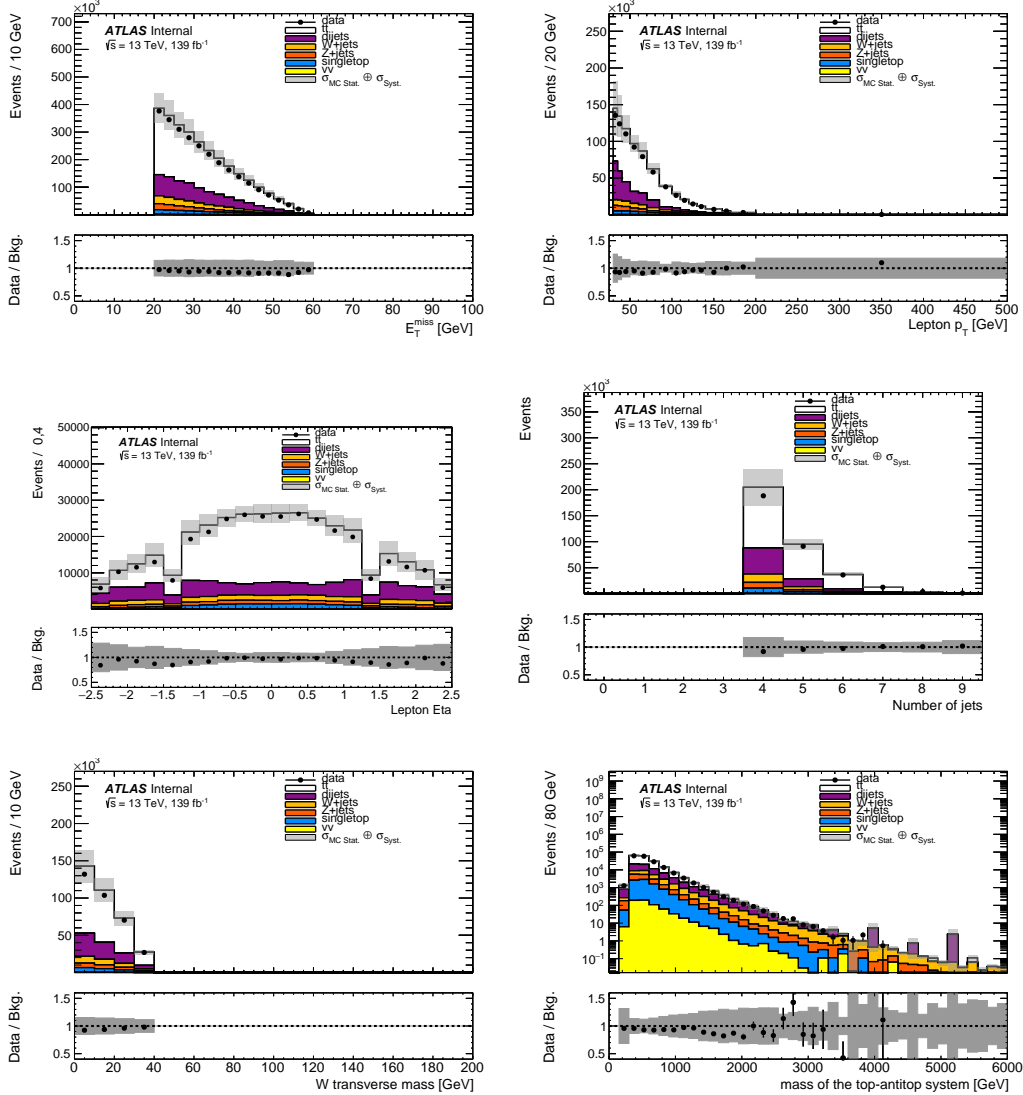 ×10³
700
600
500
400
300
200
100
Events / 10 GeV
ATLAS Internal
√s = 13 TeV, 139 fb⁻¹
data
tt
dijets
W+jets
Z+jets
singletop
vv
σMC Stat. ⊕ σSyst.
1.5
1
0.5
Data / Bkg.
0 10 20 30 40 50 60 70 80 90 100
E_T^miss [GeV]
×10³
250
200
150
100
50
Events / 20 GeV
ATLAS Internal
√s = 13 TeV, 139 fb⁻¹
data
tt
dijets
W+jets
Z+jets
singletop
vv
σMC Stat. ⊕ σSyst.
1.5
1
0.5
Data / Bkg.
50 100 150 200 250 300 350 400 450 500
Lepton p_T [GeV]
50000
40000
30000
20000
10000
Events / 0,4
ATLAS Internal
√s = 13 TeV, 139 fb⁻¹
data
tt
dijets
W+jets
Z+jets
singletop
vv
σMC Stat. ⊕ σSyst.
1.5
1
0.5
Data / Bkg.
−2.5 −2 −1.5 −1 −0.5 0 0.5 1 1.5 2 2.5
Lepton Eta
×10³
350
300
250
200
150
100
50
Events
ATLAS Internal
√s = 13 TeV, 139 fb⁻¹
data
tt
dijets
W+jets
Z+jets
singletop
vv
σMC Stat. ⊕ σSyst.
1.5
1
0.5
Data / Bkg.
0 1 2 3 4 5 6 7 8 9
Number of jets
×10³
250
200
150
100
50
Events / 10 GeV
ATLAS Internal
√s = 13 TeV, 139 fb⁻¹
data
tt
dijets
W+jets
Z+jets
singletop
vv
σMC Stat. ⊕ σSyst.
1.5
1
0.5
Data / Bkg.
0 20 40 60 80 100 120 140 160 180 200
W transverse mass [GeV]
10⁹
10⁸
10⁷
10⁶
10⁵
10⁴
10³
10²
10
1
10⁻¹
Events / 80 GeV
ATLAS Internal
√s = 13 TeV, 139 fb⁻¹
data
tt
dijets
W+jets
Z+jets
singletop
vv
σMC Stat. ⊕ σSyst.
1.5
1
0.5
Data / Bkg.
0 1000 2000 3000 4000 5000 6000
mass of the top-antitop system [GeV]